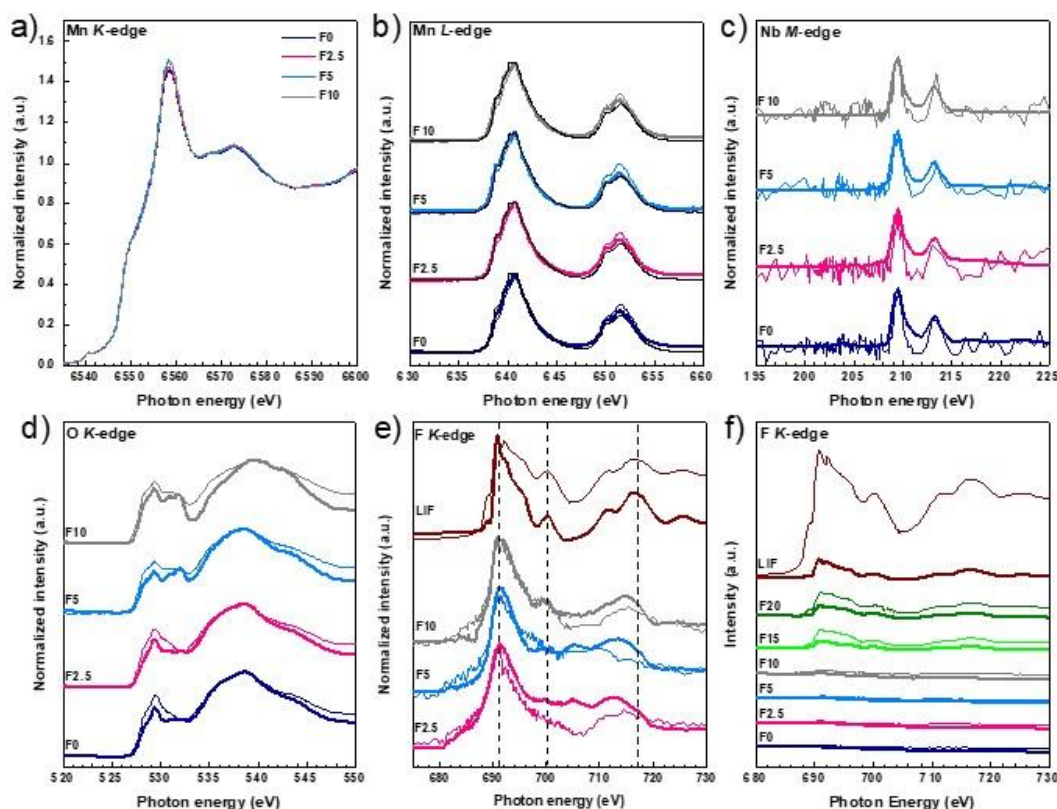 a)
Mn K-edge
F0
F2.5
F5
F10
Normalized intensity (a.u.)
1.6
1.4
1.2
1.0
0.8
0.6
0.4
0.2
0.0
6540 6550 6560 6570 6580 6590 6600
Photon energy (eV)
b)
Mn L-edge
Normalized intensity (a.u.)
F10
F5
F2.5
F0
630 635 640 645 650 655 660
Photon energy (eV)
c)
Nb M-edge
Normalized intensity (a.u.)
F10
F5
F2.5
F0
195 200 205 210 215 220 225
Photon energy (eV)
d)
O K-edge
Normalized intensity (a.u.)
F10
F5
F2.5
F0
520 530 540 550
Photon energy (eV)
e)
F K-edge
Normalized intensity (a.u.)
LIF
F10
F5
F2.5
680 690 700 710 720 730
Photon energy (eV)
f)
F K-edge
Intensity (a.u.)
LIF
F20
F15
F10
F5
F2.5
F0
680 690 700 710 720 730
Photon Energy (eV)